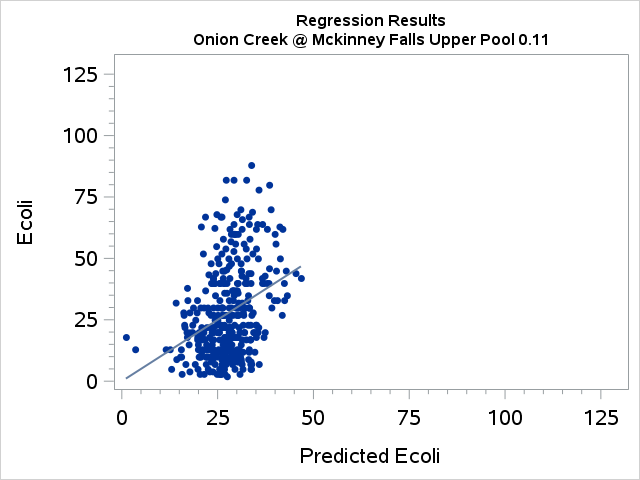 Regression Results
Onion Creek @ Mckinney Falls Upper Pool 0.11
125
100
75
50
25
0
Ecoli
0 25 50 75 100 125
Predicted Ecoli